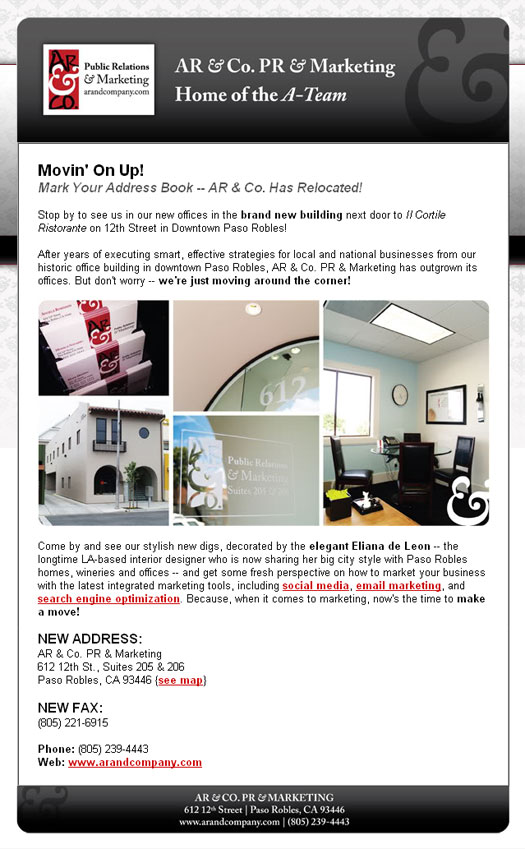 AR
&
CO.
Public Relations
& Marketing
arandcompany.com
AR & Co. PR & Marketing
Home of the A-Team
Movin' On Up!
Mark Your Address Book -- AR & Co. Has Relocated!
Stop by to see us in our new offices in the brand new building next door to Il Cortile
Ristorante on 12th Street in Downtown Paso Robles!
After years of executing smart, effective strategies for local and national businesses from our
historic office building in downtown Paso Robles, AR & Co. PR & Marketing has outgrown its
offices. But don't worry -- we're just moving around the corner!
612
AR
&
CO.
Public Relations
& Marketing
Suites 205 & 206
&
Come by and see our stylish new digs, decorated by the elegant Eliana de Leon -- the
longtime LA-based interior designer who is now sharing her big city style with Paso Robles
homes, wineries and offices -- and get some fresh perspective on how to market your business
with the latest integrated marketing tools, including social media, email marketing, and
search engine optimization. Because, when it comes to marketing, now's the time to make
a move!
NEW ADDRESS:
AR & Co. PR & Marketing
612 12th St., Suites 205 & 206
Paso Robles, CA 93446 {see map}
NEW FAX:
(805) 221-6915
Phone: (805) 239-4443
Web: www.arandcompany.com
AR & CO. PR & MARKETING
612 12th Street | Paso Robles, CA 93446
www.arandcompany.com | (805) 239-4443